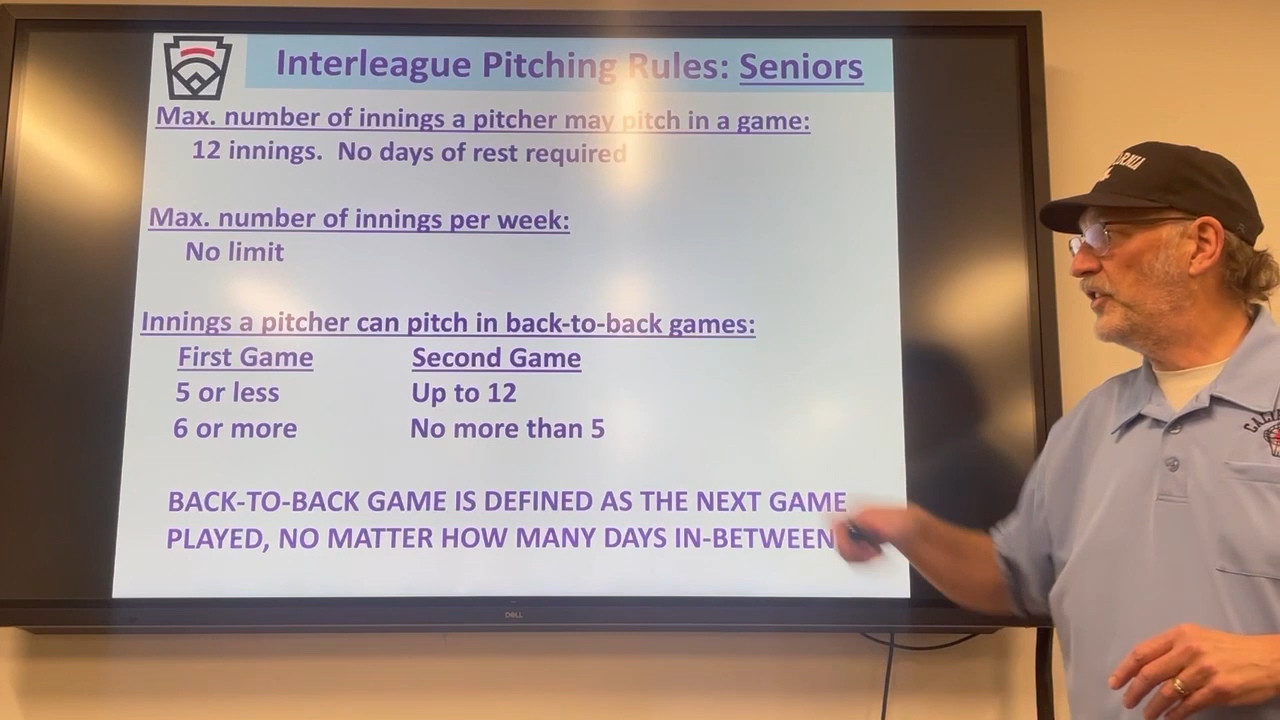 Interleague Pitching Rules: Seniors
Max. number of innings a pitcher may pitch in a game:
12 innings. No days of rest required
Max. number of innings per week:
No limit
Innings a pitcher can pitch in back-to-back games:
First Game Second Game
5 or less Up to 12
6 or more No more than 5
BACK-TO-BACK GAME IS DEFINED AS THE NEXT GAME
PLAYED, NO MATTER HOW MANY DAYS IN-BETWEEN
DELL